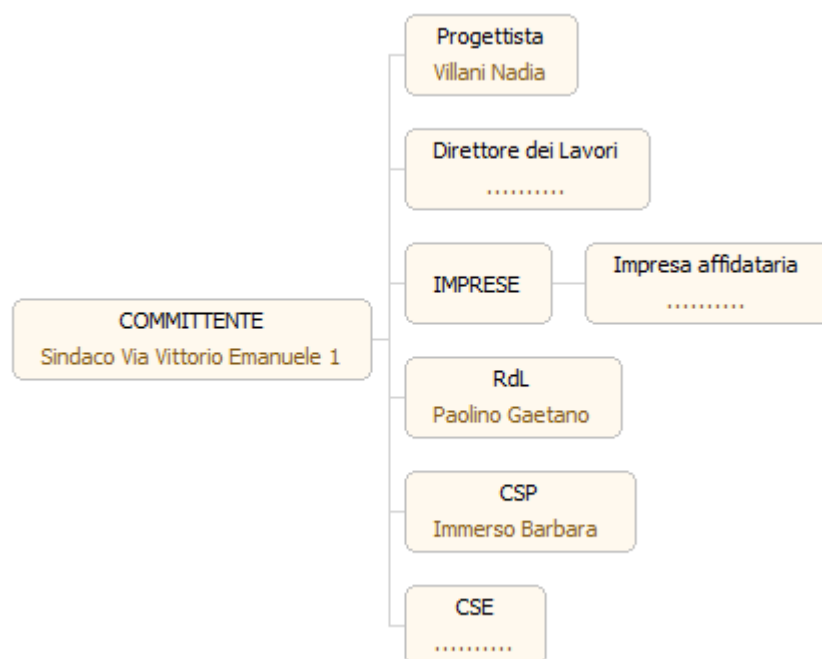 Progettista
Villani Nadia
Direttore dei Lavori
..........
IMPRESE
Impresa affidataria
..........
COMMITTENTE
Sindaco Via Vittorio Emanuele 1
RdL
Paolino Gaetano
CSP
Immerso Barbara
CSE
..........